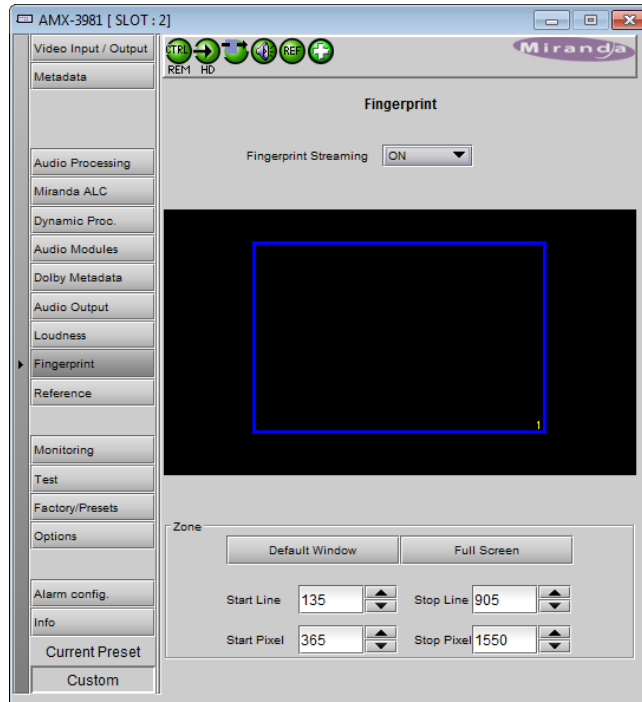 AMX-3981 [ SLOT : 2]
Video Input / Output
Metadata
Audio Processing
Miranda ALC
Dynamic Proc.
Audio Modules
Dolby Metadata
Audio Output
Loudness
Fingerprint
Reference
Monitoring
Test
Factory/Presets
Options
Alarm config.
Info
Current Preset
Custom
CTRL
REF
REM HD
Miranda
Fingerprint
Fingerprint Streaming ON
1
Zone
Default Window Full Screen
Start Line 135 Stop Line 905
Start Pixel 365 Stop Pixel 1550